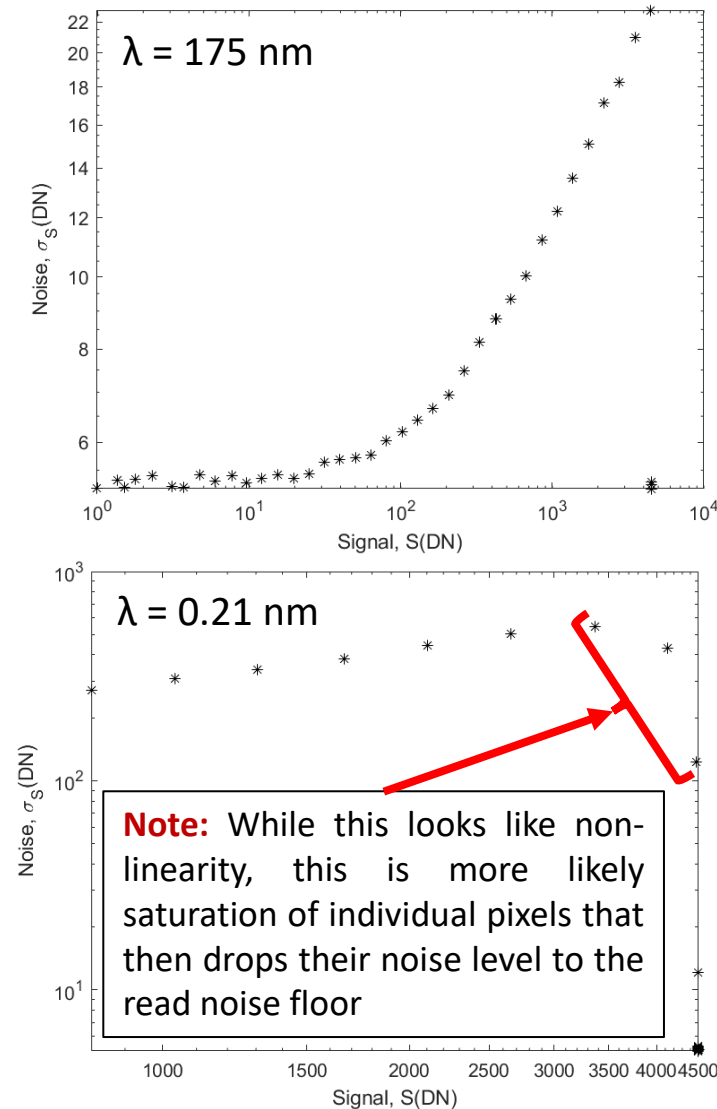 λ = 175 nm
22
20
18
16
14
12
10
8
6
Noise, σ_S(DN)
10^0
10^1
10^2
10^3
10^4
Signal, S(DN)
λ = 0.21 nm
10^3
10^2
10^1
Noise, σ_S(DN)
Note: While this looks like non-
linearity, this is more likely
saturation of individual pixels that
then drops their noise level to the
read noise floor
1000 1500 2000 2500 3000 3500 4000 4500
Signal, S(DN)